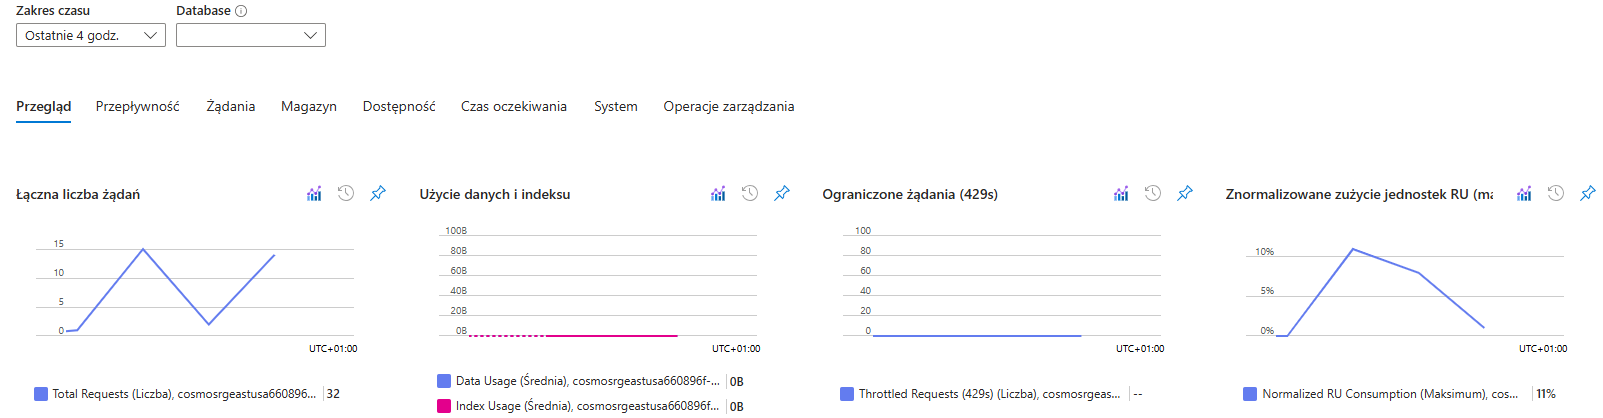 Zakres czasu
Database
Ostatnie 4 godz.
Przegląd Przepływność Żądania Magazyn Dostępność Czas oczekiwania System Operacje zarządzania
Łączna liczba żądań
15
10
5
0
UTC+01:00
Total Requests (Liczba), cosmosrgeastusa660896... 32
Użycie danych i indeksu
100B
80B
60B
40B
20B
0B
UTC+01:00
Data Usage (Średnia), cosmosrgeastusa660896f-... 0B
Index Usage (Średnia), cosmosrgeastusa660896f... 0B
Ograniczone żądania (429s)
100
80
60
40
20
0
UTC+01:00
Throttled Requests (429s) (Liczba), cosmosrgeas... --
Znormalizowane zużycie jednostek RU (ma
10%
5%
0%
UTC+01:00
Normalized RU Consumption (Maksimum), cos... 11%